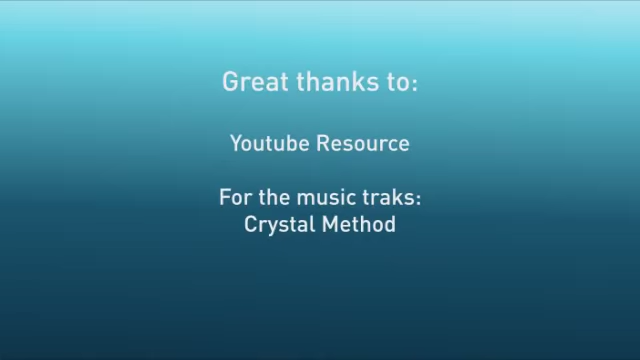 Great thanks to:
Youtube Resource
For the music traks:
Crystal Method